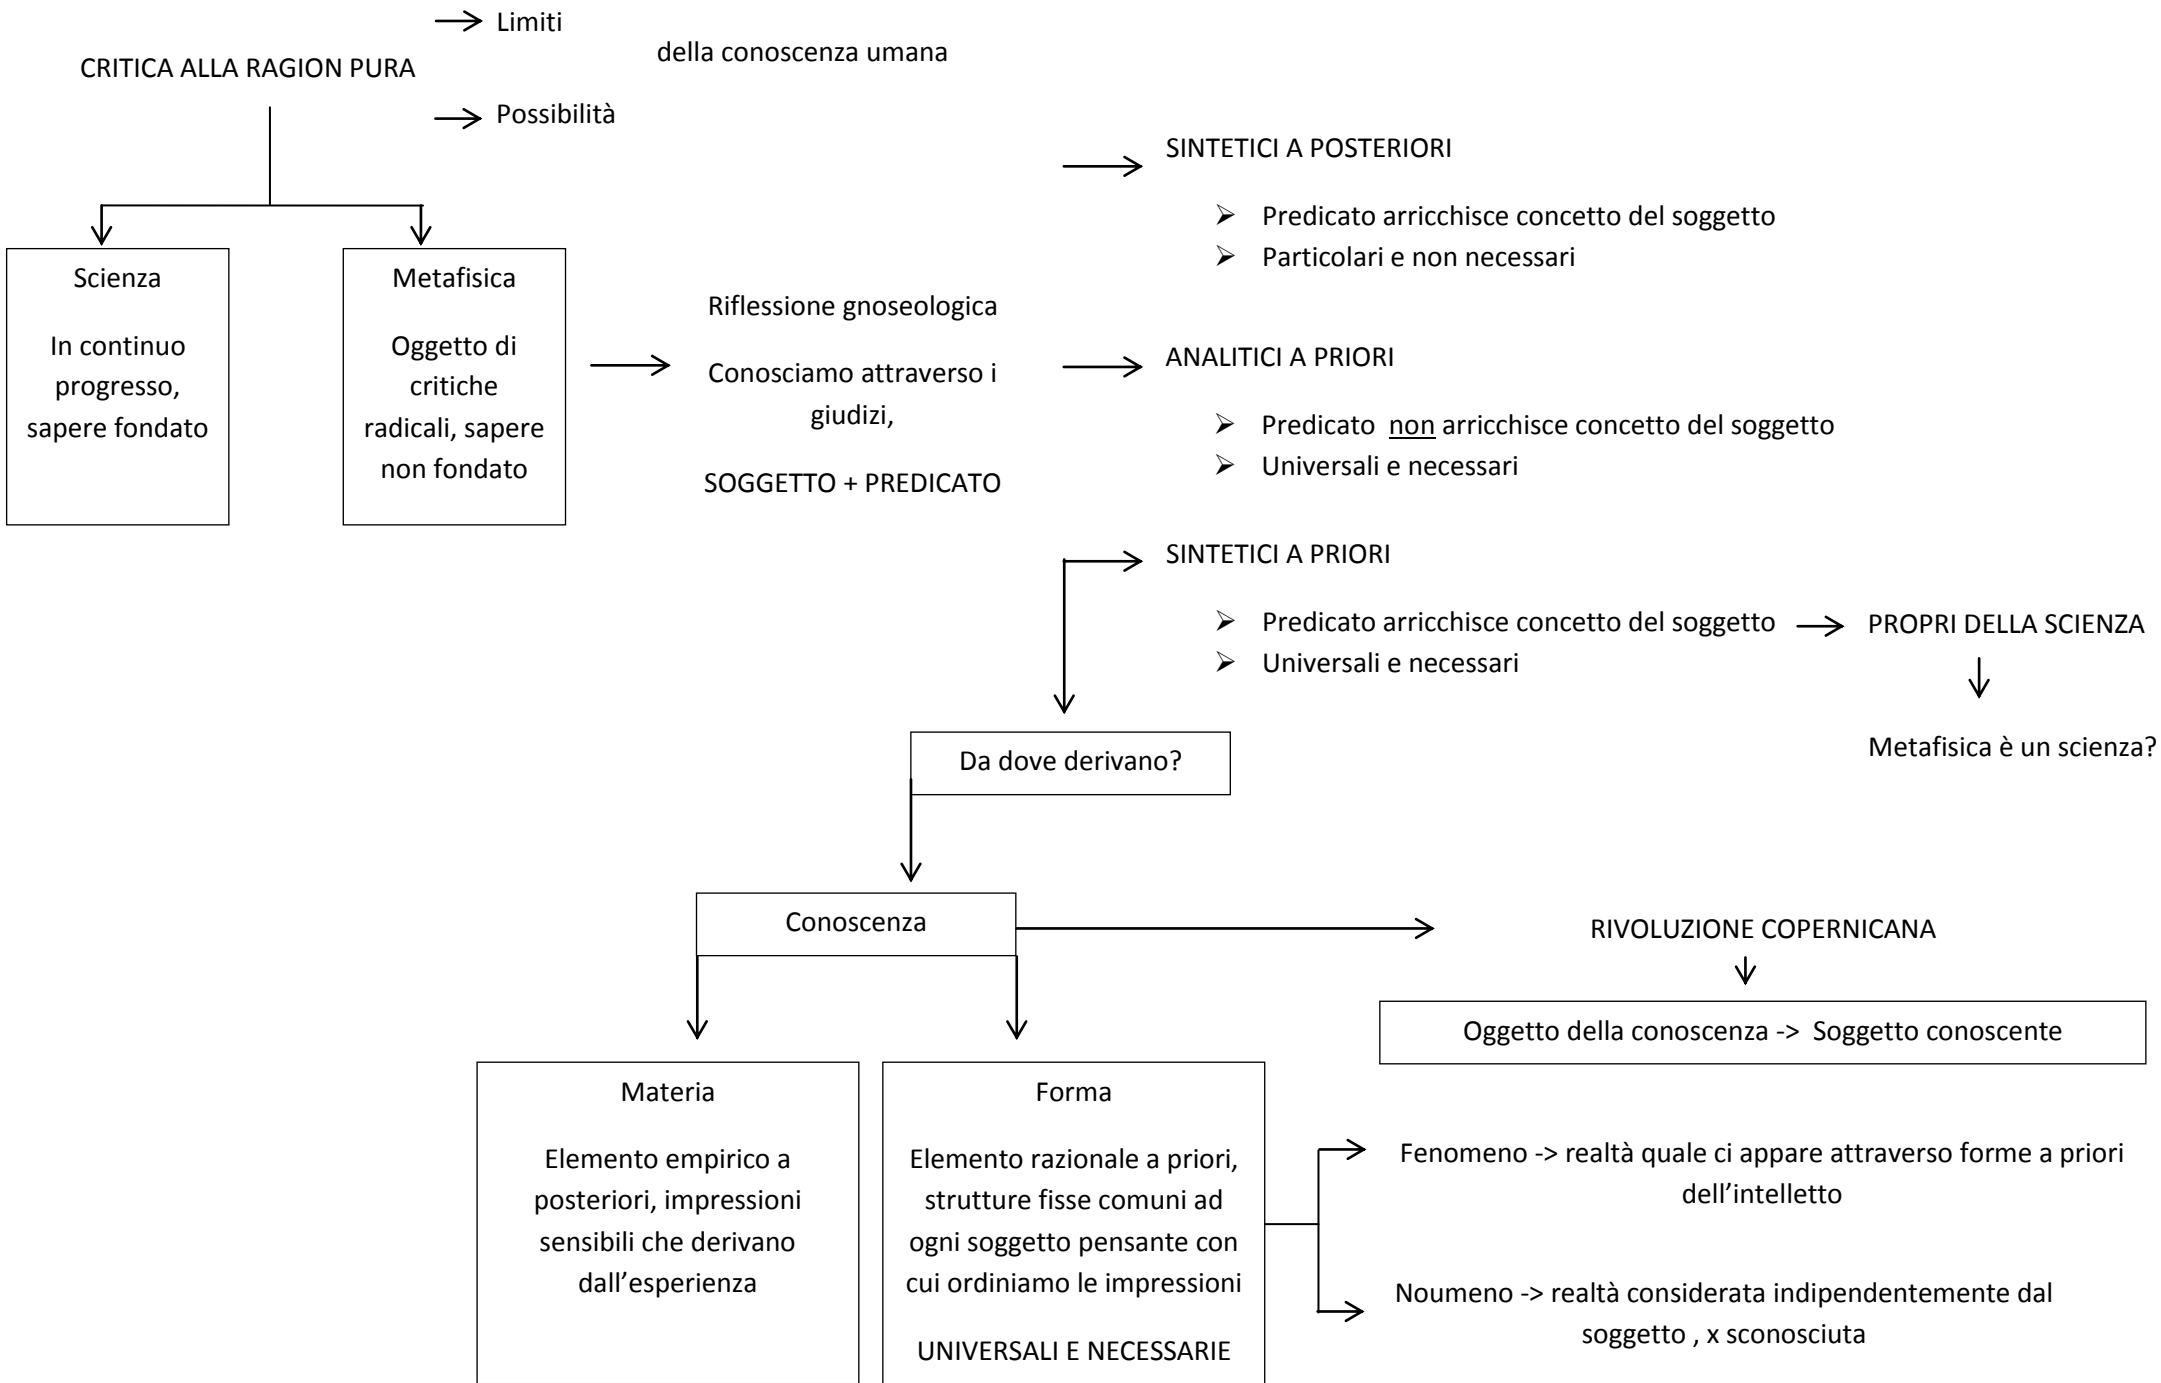 Limiti
della conoscenza umana
CRITICA ALLA RAGION PURA
Possibilità
Scienza
In continuo
progresso,
sapere fondato
Metafisica
Oggetto di
critiche
radicali, sapere
non fondato
Riflessione gnoseologica
Conosciamo attraverso i
giudizi,
SOGGETTO + PREDICATO
SINTETICI A POSTERIORI
➢ Predicato arricchisce concetto del soggetto
➢ Particolari e non necessari
ANALITICI A PRIORI
➢ Predicato non arricchisce concetto del soggetto
➢ Universali e necessari
SINTETICI A PRIORI
➢ Predicato arricchisce concetto del soggetto
➢ Universali e necessari
PROPRI DELLA SCIENZA
Metafisica è un scienza?
Da dove derivano?
Conoscenza
RIVOLUZIONE COPERNICANA
Oggetto della conoscenza -> Soggetto conoscente
Materia
Elemento empirico a
posteriori, impressioni
sensibili che derivano
dall’esperienza
Forma
Elemento razionale a priori,
strutture fisse comuni ad
ogni soggetto pensante con
cui ordiniamo le impressioni
UNIVERSALI E NECESSARIE
Fenomeno -> realtà quale ci appare attraverso forme a priori
dell’intelletto
Noumeno -> realtà considerata indipendentemente dal
soggetto , x sconosciuta